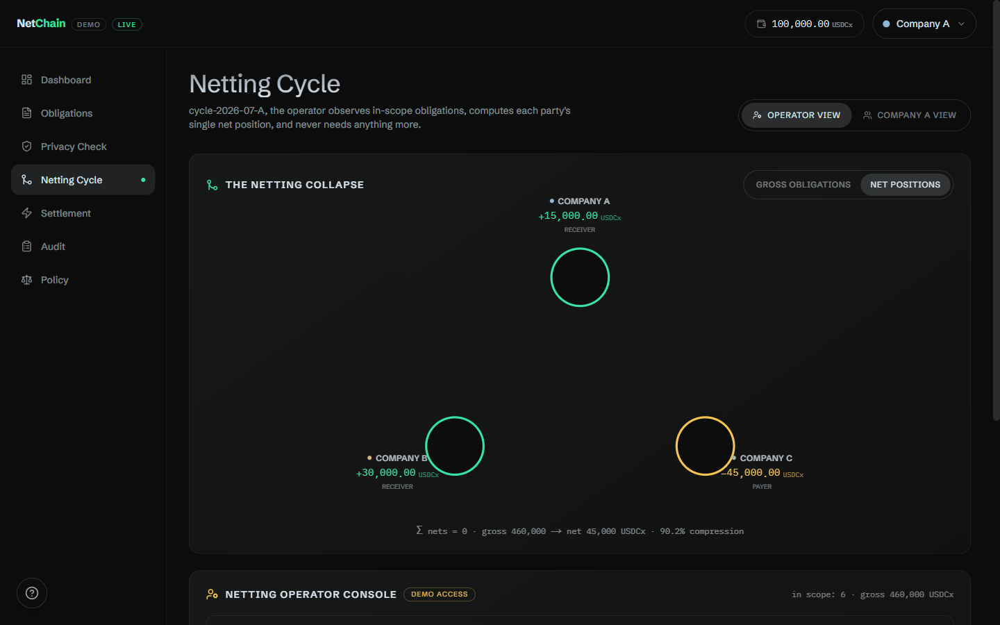 NetChain DEMO LIVE
100,000.00 USDCx
Company A
Dashboard
Obligations
Privacy Check
Netting Cycle
Settlement
Audit
Policy
Netting Cycle
cycle-2026-07-A, the operator observes in-scope obligations, computes each party's
single net position, and never needs anything more.
OPERATOR VIEW
COMPANY A VIEW
THE NETTING COLLAPSE
GROSS OBLIGATIONS
NET POSITIONS
COMPANY A
+15,000.00 USDCx
RECEIVER
COMPANY B
+30,000.00 USDCx
RECEIVER
COMPANY C
−45,000.00 USDCx
PAYER
Σ nets = 0 · gross 460,000 ⟶ net 45,000 USDCx · 90.2% compression
NETTING OPERATOR CONSOLE DEMO ACCESS
in scope: 6 · gross 460,000 USDCx